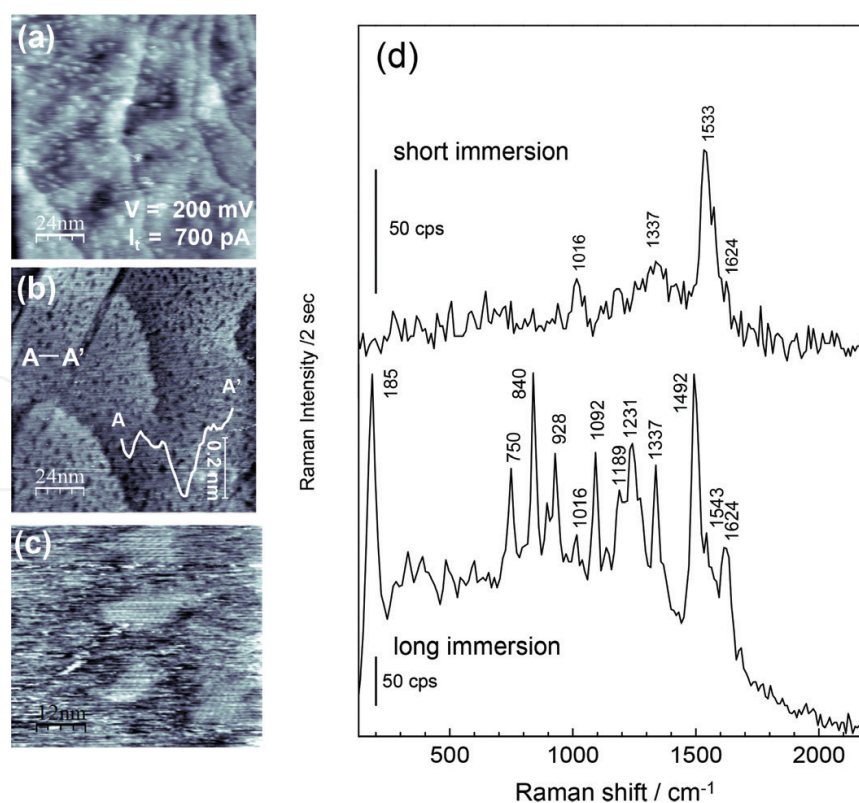 (a)
V = 200 mV
Iₜ = 700 pA
24nm
(b)
A—A'
A
A'
0.2 nm
24nm
(c)
12nm
(d)
short immersion
50 cps
1016
1337
1533
1624
Raman Intensity /2 sec
185
750
840
928
1016
1092
1189
1231
1337
1492
1543
1624
long immersion
50 cps
500 1000 1500 2000
Raman shift / cm⁻¹